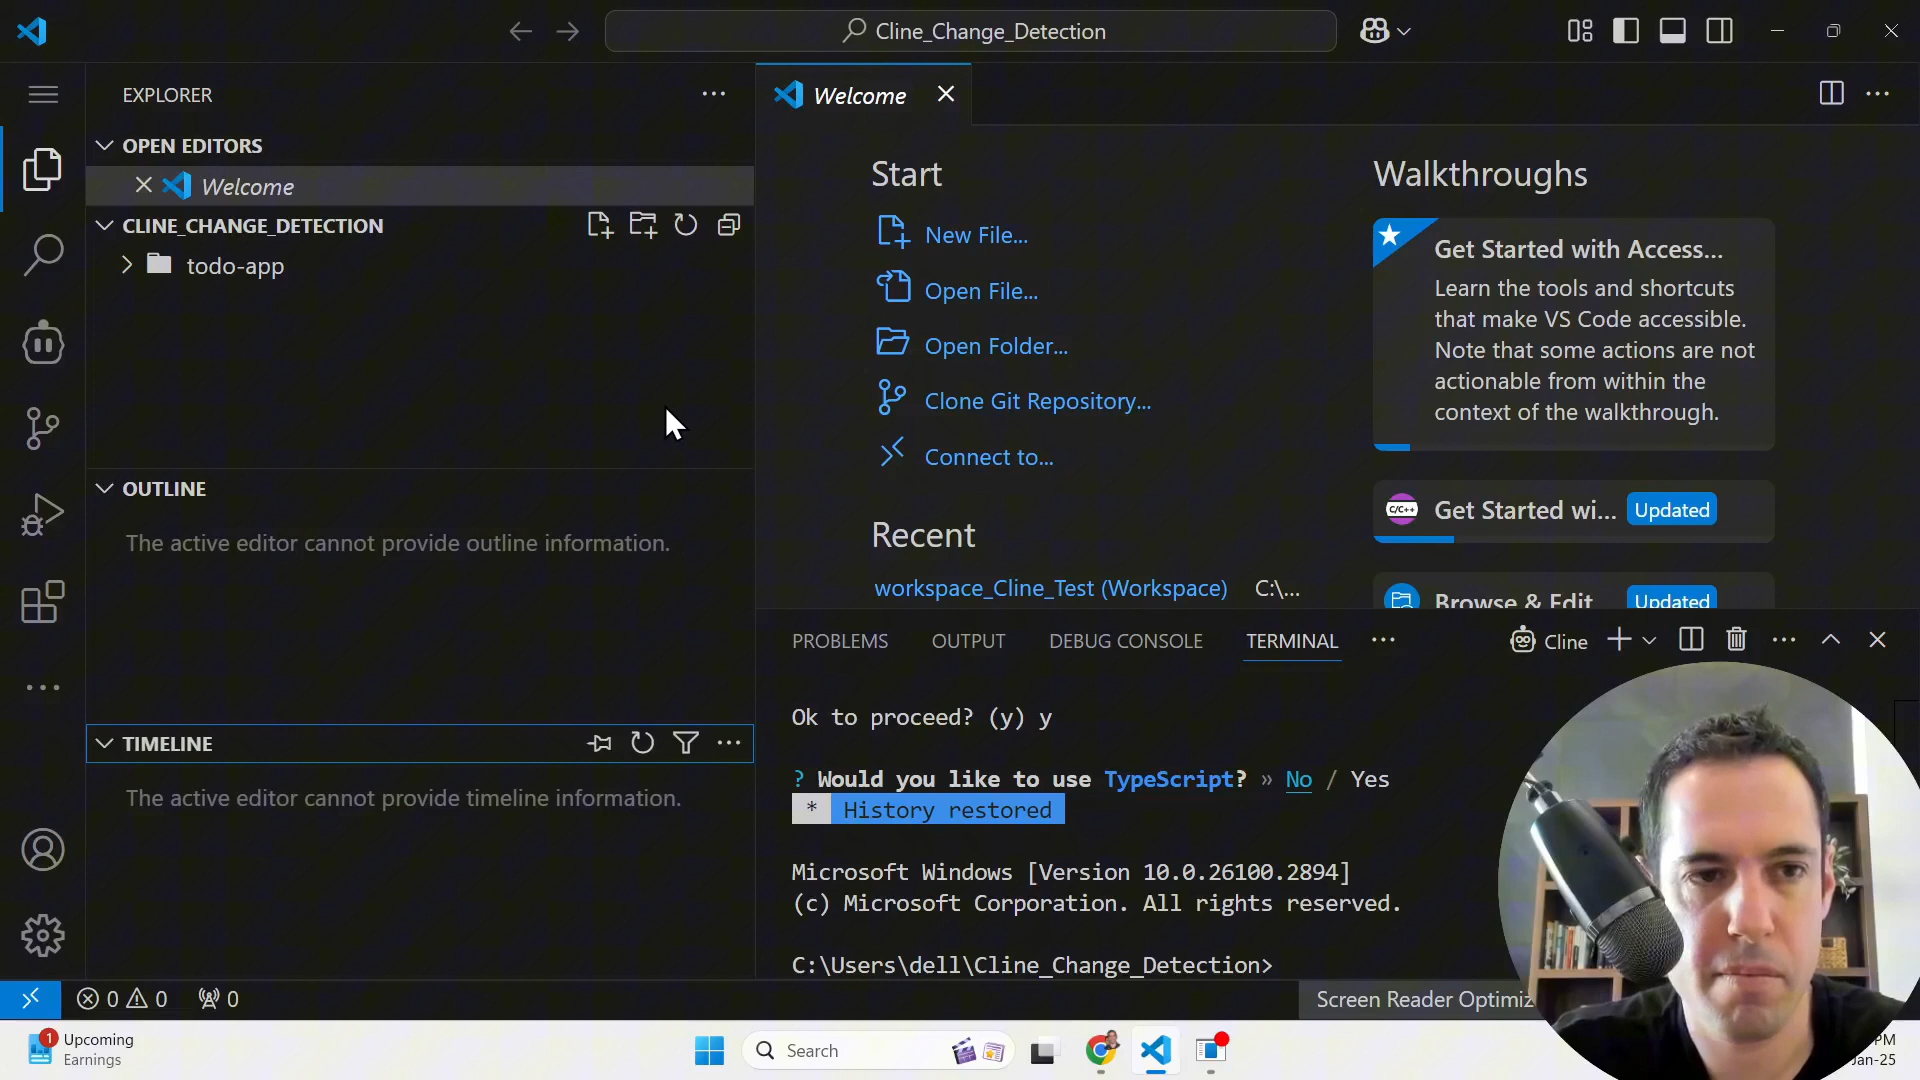 Cline_Change_Detection
EXPLORER
OPEN EDITORS
Welcome
CLINE_CHANGE_DETECTION
todo-app
OUTLINE
The active editor cannot provide outline information.
TIMELINE
The active editor cannot provide timeline information.
Welcome
Start
New File...
Open File...
Open Folder...
Clone Git Repository...
Connect to...
Recent
workspace_Cline_Test (Workspace) C:\...
Walkthroughs
Get Started with Access...
Learn the tools and shortcuts
that make VS Code accessible.
Note that some actions are not
actionable from within the
context of the walkthrough.
C/C++ Get Started wi... Updated
Browse & Edit Updated
PROBLEMS OUTPUT DEBUG CONSOLE TERMINAL Cline
Ok to proceed? (y) y
? Would you like to use TypeScript? » No / Yes
* History restored
Microsoft Windows [Version 10.0.26100.2894]
(c) Microsoft Corporation. All rights reserved.
C:\Users\dell\Cline_Change_Detection>
0 0 0
Screen Reader Optimiz
1 Upcoming
Earnings
Search
PM
Jan-25